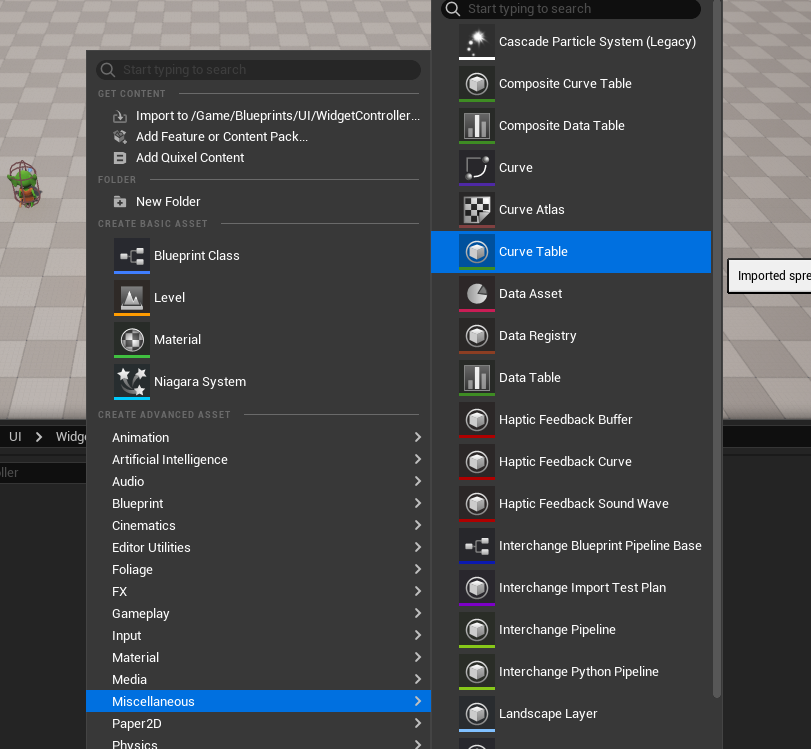 Start typing to search
GET CONTENT
Import to /Game/Blueprints/UI/WidgetController...
Add Feature or Content Pack...
Add Quixel Content
FOLDER
New Folder
CREATE BASIC ASSET
Blueprint Class
Level
Material
Niagara System
CREATE ADVANCED ASSET
Animation
Artificial Intelligence
Audio
Blueprint
Cinematics
Editor Utilities
Foliage
FX
Gameplay
Input
Material
Media
Miscellaneous
Paper2D
Physics
Start typing to search
Cascade Particle System (Legacy)
Composite Curve Table
Composite Data Table
Curve
Curve Atlas
Curve Table
Data Asset
Data Registry
Data Table
Haptic Feedback Buffer
Haptic Feedback Curve
Haptic Feedback Sound Wave
Interchange Blueprint Pipeline Base
Interchange Import Test Plan
Interchange Pipeline
Interchange Python Pipeline
Landscape Layer
Imported spre
UI
Widge
ller